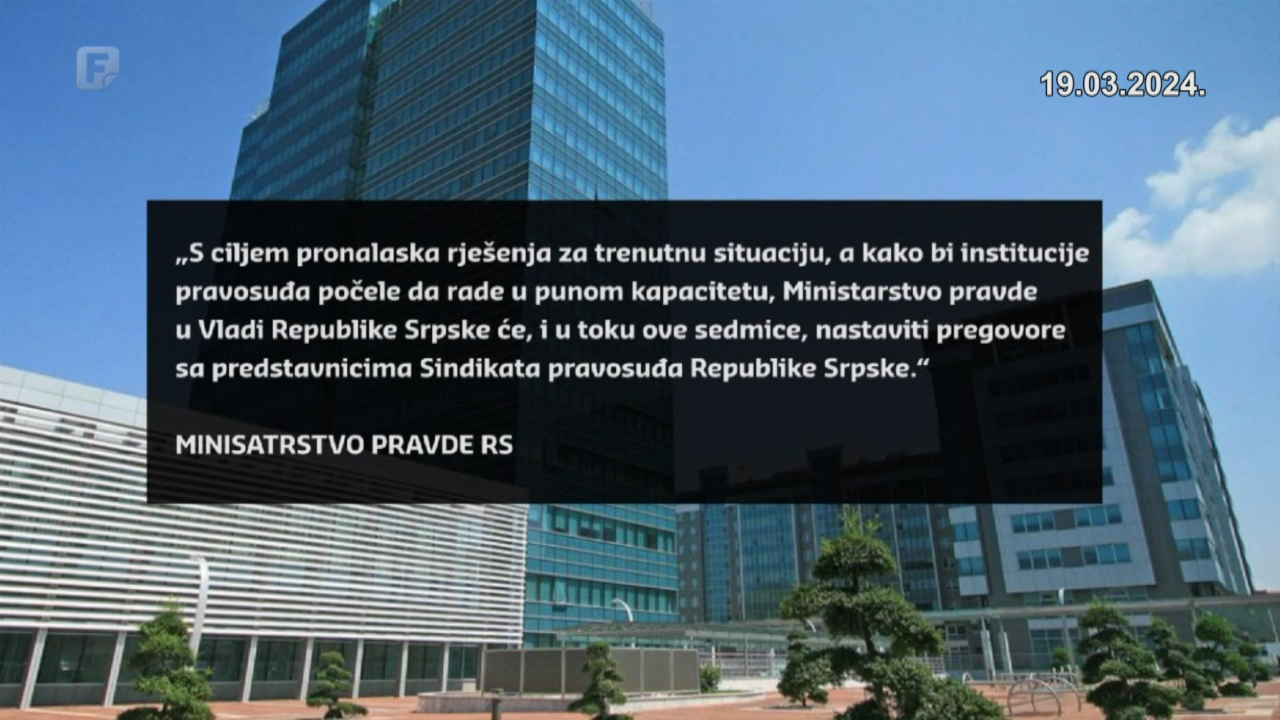 F
19.03.2024.
„S ciljem pronalaska rješenja za trenutnu situaciju, a kako bi institucije
pravosuđa počele da rade u punom kapacitetu, Ministarstvo pravde
u Vladi Republike Srpske će, i u toku ove sedmice, nastaviti pregovore
sa predstavnicima Sindikata pravosuđa Republike Srpske.“
MINISATRSTVO PRAVDE RS